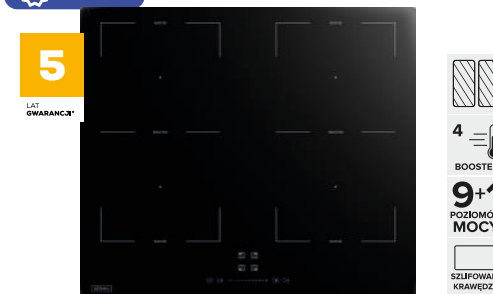 5
LAT
GWARANCJI*
4
BOOSTE
9+
POZIOMÓ
MOCY
SZLIFOWA
KRAWĘDZ